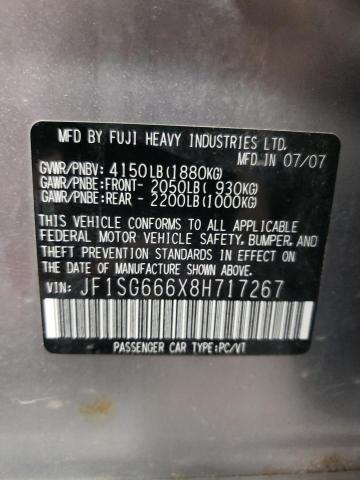 MFD BY FUJI HEAVY INDUSTRIES LTD.
MFD IN 07/07
GVWR/PNBV: 4150LB(1880KG)
GAWR/PNBE:FRONT- 2050LB( 930KG)
GAWR/PNBE:REAR - 2200LB(1000KG)
THIS VEHICLE CONFORMS TO ALL APPLICABLE
FEDERAL MOTOR VEHICLE SAFETY, BUMPER, AND
THEFT PREVENTION STANDARDS IN EFFECT ON
THE DATE OF MANUFACTURE SHOWN ABOVE.
VIN: JF1SG666X8H717267
PASSENGER CAR TYPE:PC/VT